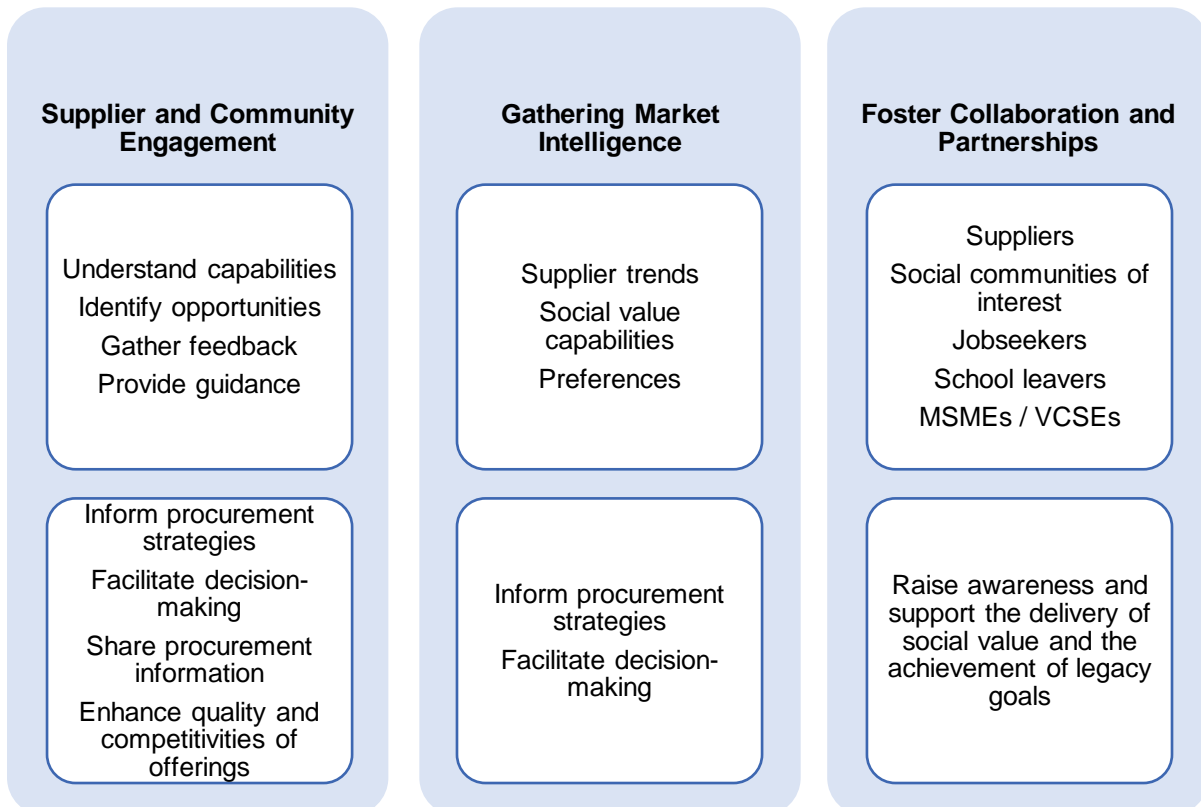 Supplier and Community
Engagement
Understand capabilities
Identify opportunities
Gather feedback
Provide guidance
Inform procurement
strategies
Facilitate decision-
making
Share procurement
information
Enhance quality and
competitivities of
offerings
Gathering Market
Intelligence
Supplier trends
Social value
capabilities
Preferences
Inform procurement
strategies
Facilitate decision-
making
Foster Collaboration and
Partnerships
Suppliers
Social communities of
interest
Jobseekers
School leavers
MSMEs / VCSEs
Raise awareness and
support the delivery of
social value and the
achievement of legacy
goals